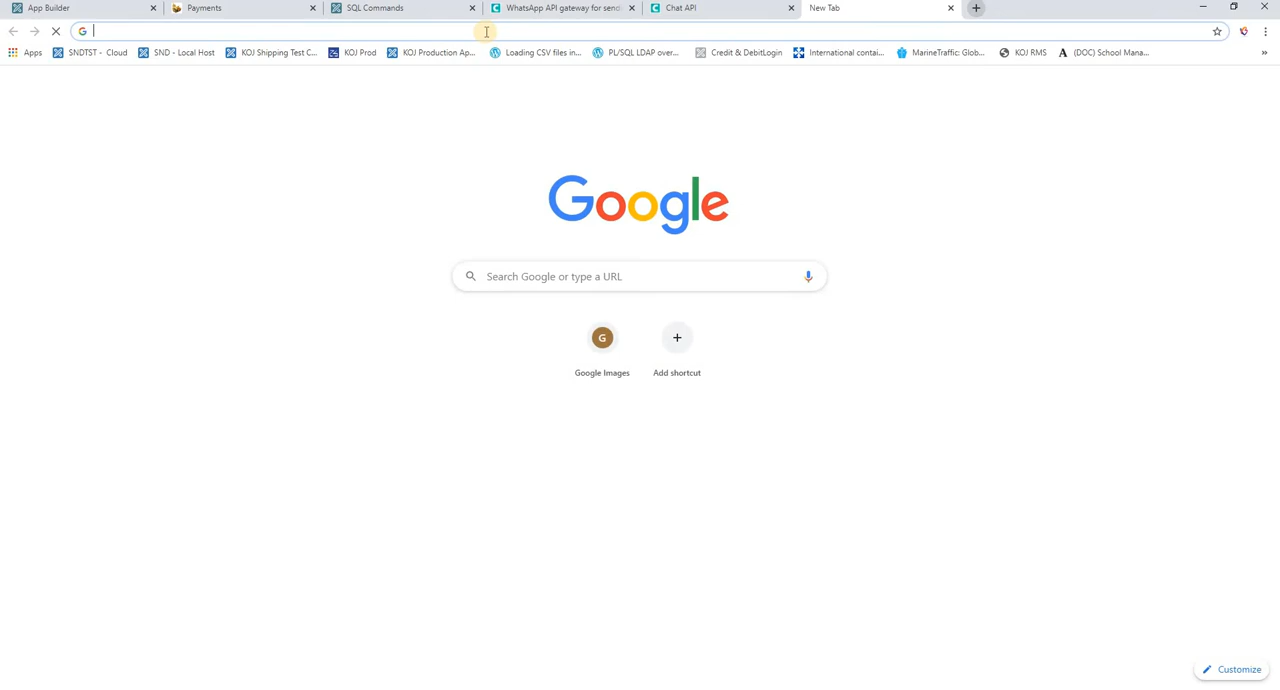 App Builder
Payments
SQL Commands
WhatsApp API gateway for send
Chat API
New Tab
Apps
SNDTST - Cloud
SND - Local Host
KOJ Shipping Test C...
KOJ Prod
KOJ Production Ap...
Loading CSV files in...
PL/SQL LDAP over...
Credit & DebitLogin
International contai...
MarineTraffic: Glob...
KOJ RMS
(DOC) School Mana...
Google
Search Google or type a URL
G
Google Images
Add shortcut
Customize